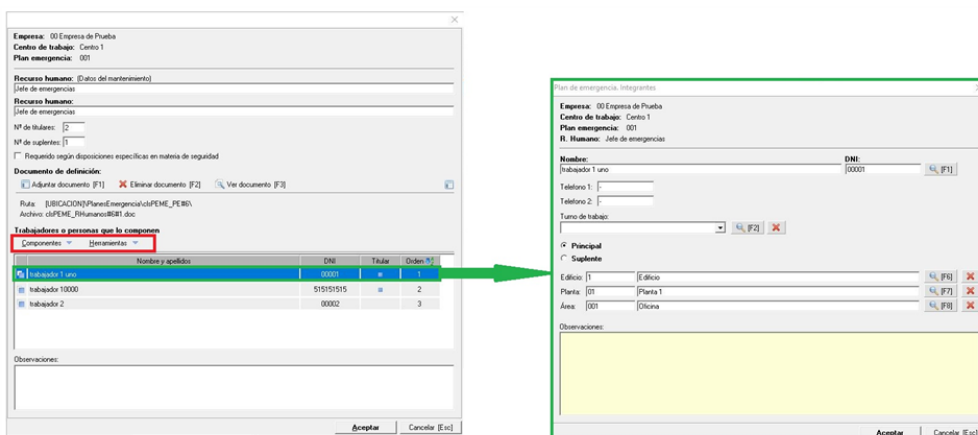 Empresa: 00 Empresa de Prueba
Centro de trabajo: Centro 1
Plan emergencia: 001
Recurso humano: (Datos del mantenimiento)
Jefe de emergencias
Recurso humano:
Jefe de emergencias
Nº de titulares: 2
Nº de suplentes: 1
Requerido según disposiciones específicas en materia de seguridad
Documento de definición:
Adjuntar documento [F1] Eliminar documento [F2] Ver documento [F3]
Ruta: [UBICACION]\PlanesEmergencia\clsPEME_PE#6\
Archivo: clsPEME_RHumanos#6#1.doc
Trabajadores o personas que lo componen
Componentes Herramientas
Nombre y apellidos DNI Titular Orden
trabajador 1 uno 00001 1
trabajador 10000 515151515 2
trabajador 2 00002 3
Observaciones:
Aceptar Cancelar [Esc]
Plan de emergencia. Integrantes
Empresa: 00 Empresa de Prueba
Centro de trabajo: Centro 1
Plan emergencia: 001
R. Humano: Jefe de emergencias
Nombre: DNI:
trabajador 1 uno 00001 [F1]
Telefono 1: -
Telefono 2: -
Turno de trabajo:
[F2]
Principal
Suplente
Edificio: 1 Edificio [F6]
Planta: 01 Planta 1 [F7]
Área: 001 Oficina [F8]
Observaciones:
Aceptar Cancelar [Esc]